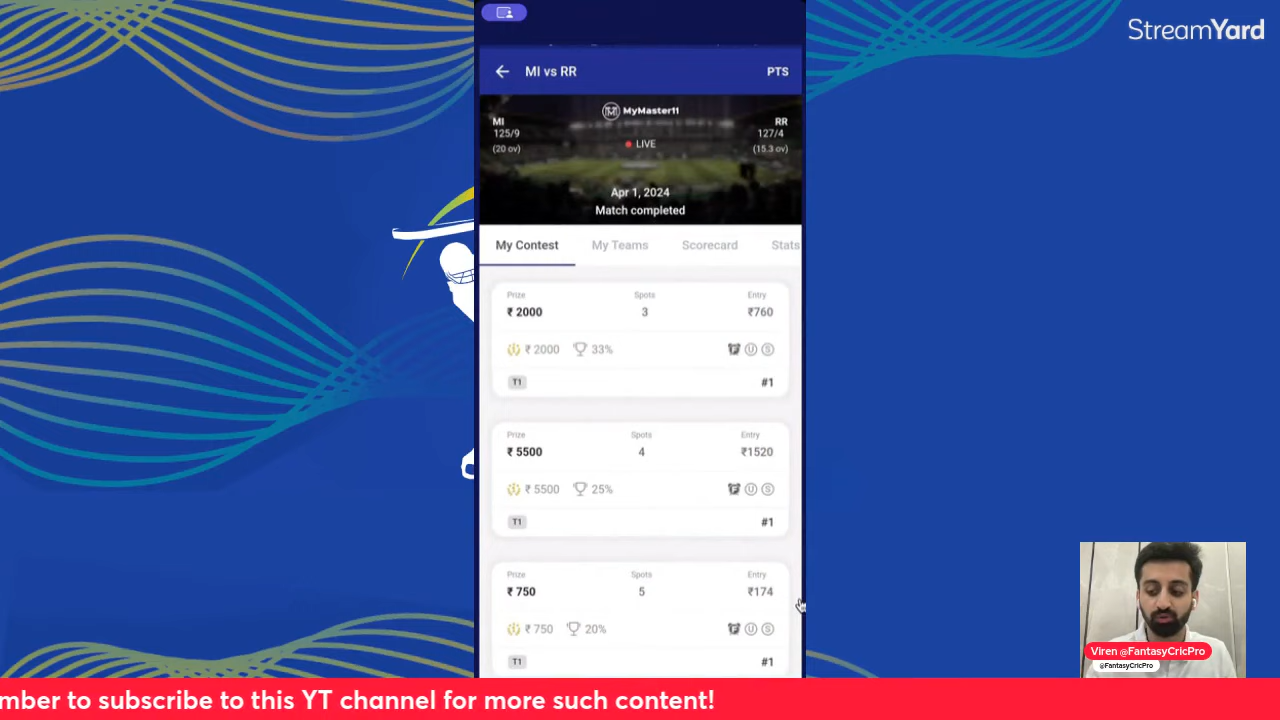 StreamYard
MI vs RR
PTS
MyMaster11
MI
125/9
(20 ov)
LIVE
RR
127/4
(15.3 ov)
Apr 1, 2024
Match completed
My Contest
My Teams
Scorecard
Stats
Prize
Spots
Entry
₹ 2000
3
₹760
₹ 2000
33%
F
U
S
T1
#1
Prize
Spots
Entry
₹ 5500
4
₹1520
₹ 5500
25%
F
U
S
T1
#1
Prize
Spots
Entry
₹ 750
5
₹174
₹ 750
20%
F
U
S
T1
#1
Viren @FantasyCricPro
@FantasyCricPro
mber to subscribe to this YT channel for more such content!